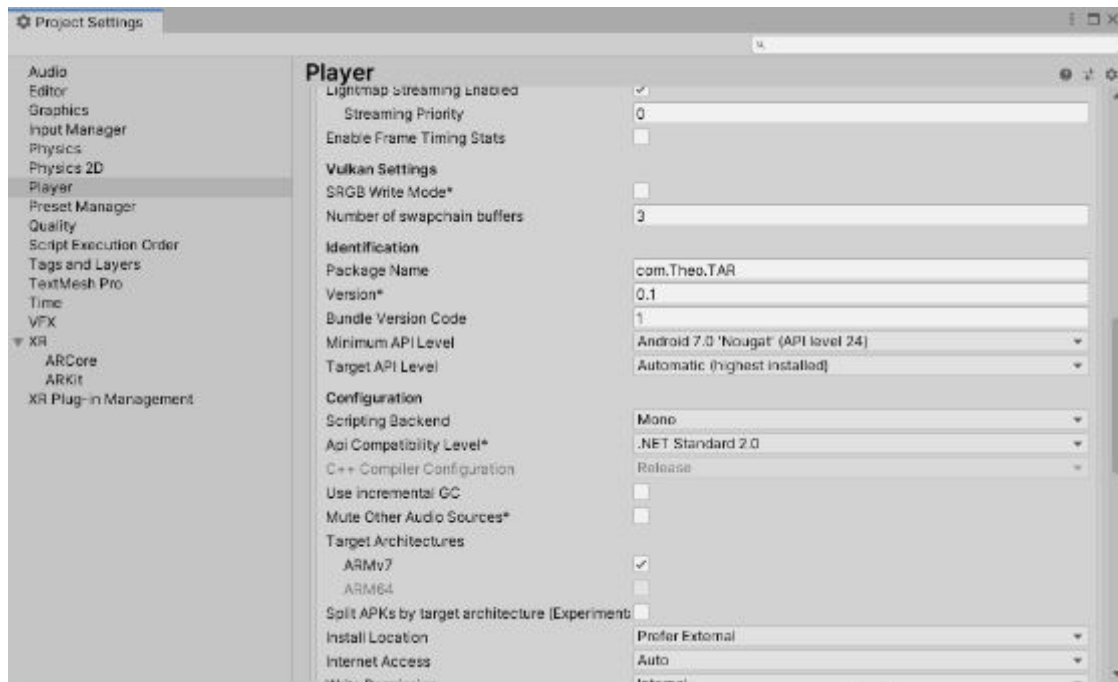 Project Settings
Audio
Editor
Graphics
Input Manager
Physics
Physics 2D
Player
Preset Manager
Quality
Script Execution Order
Tags and Layers
TextMesh Pro
Time
VFX
XR
ARCore
ARKit
XR Plug-in Management
Player
Lightmap Streaming Enabled
Streaming Priority 0
Enable Frame Timing Stats
Vulkan Settings
SRGB Write Mode*
Number of swapchain buffers 3
Identification
Package Name com.Theo.TAR
Version* 0.1
Bundle Version Code 1
Minimum API Level Android 7.0 'Nougat' (API level 24)
Target API Level Automatic (highest installed)
Configuration
Scripting Backend Mono
Api Compatibility Level* .NET Standard 2.0
C++ Compiler Configuration Release
Use incremental GC
Mute Other Audio Sources*
Target Architectures
ARMv7
ARM64
Split APKs by target architecture (Experiment
Install Location Prefer External
Internet Access Auto